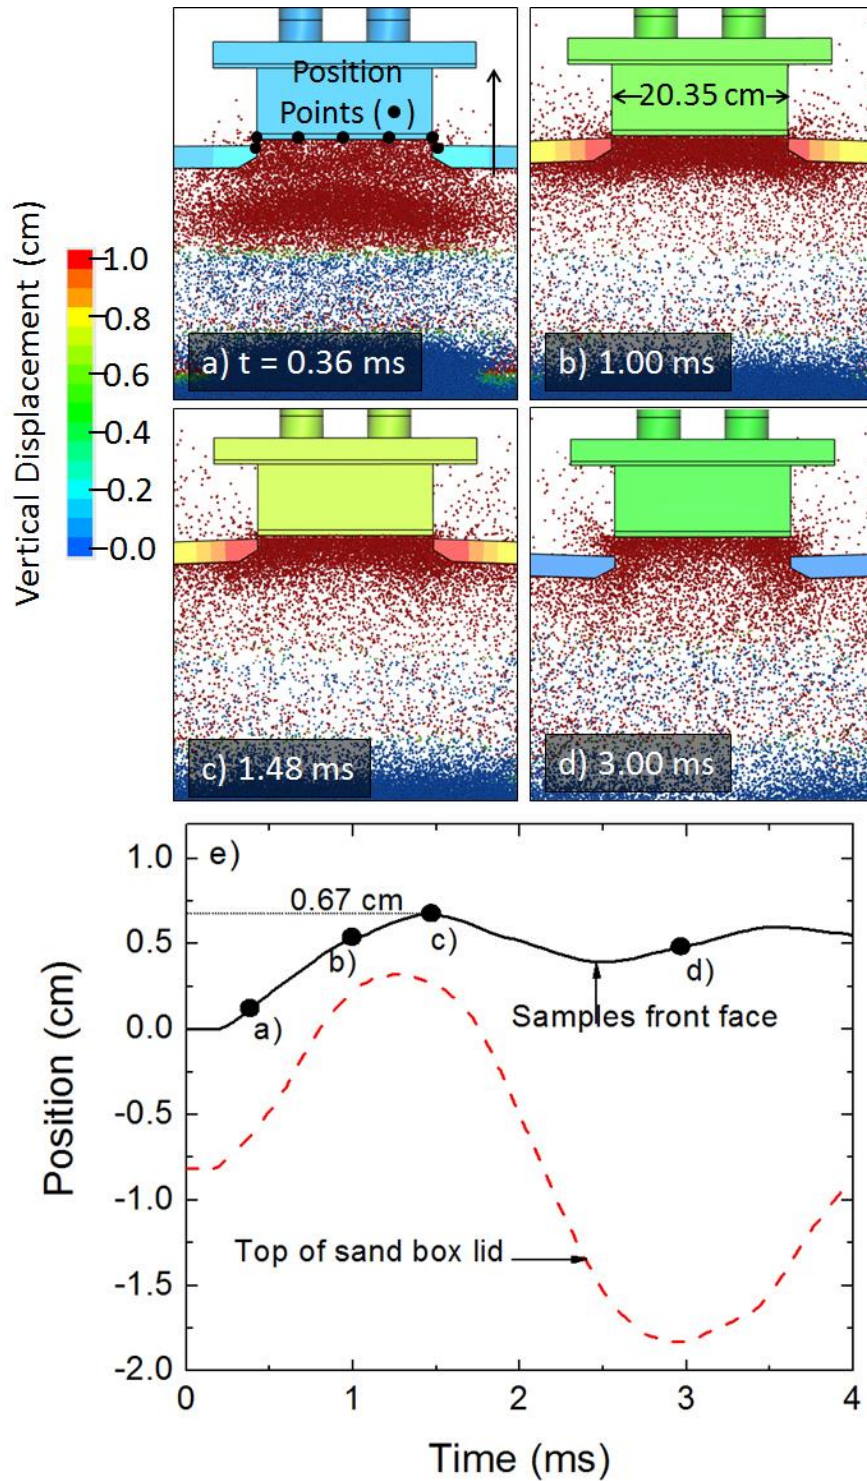 Position
Points (●)
←20.35 cm→
Vertical Displacement (cm)
1.0
0.8
0.6
0.4
0.2
0.0
a) t = 0.36 ms
b) 1.00 ms
c) 1.48 ms
d) 3.00 ms
e)
1.0
0.5
0.0
-0.5
-1.0
-1.5
-2.0
Position (cm)
0.67 cm
a)
b)
c)
d)
Samples front face
Top of sand box lid
0 1 2 3 4
Time (ms)